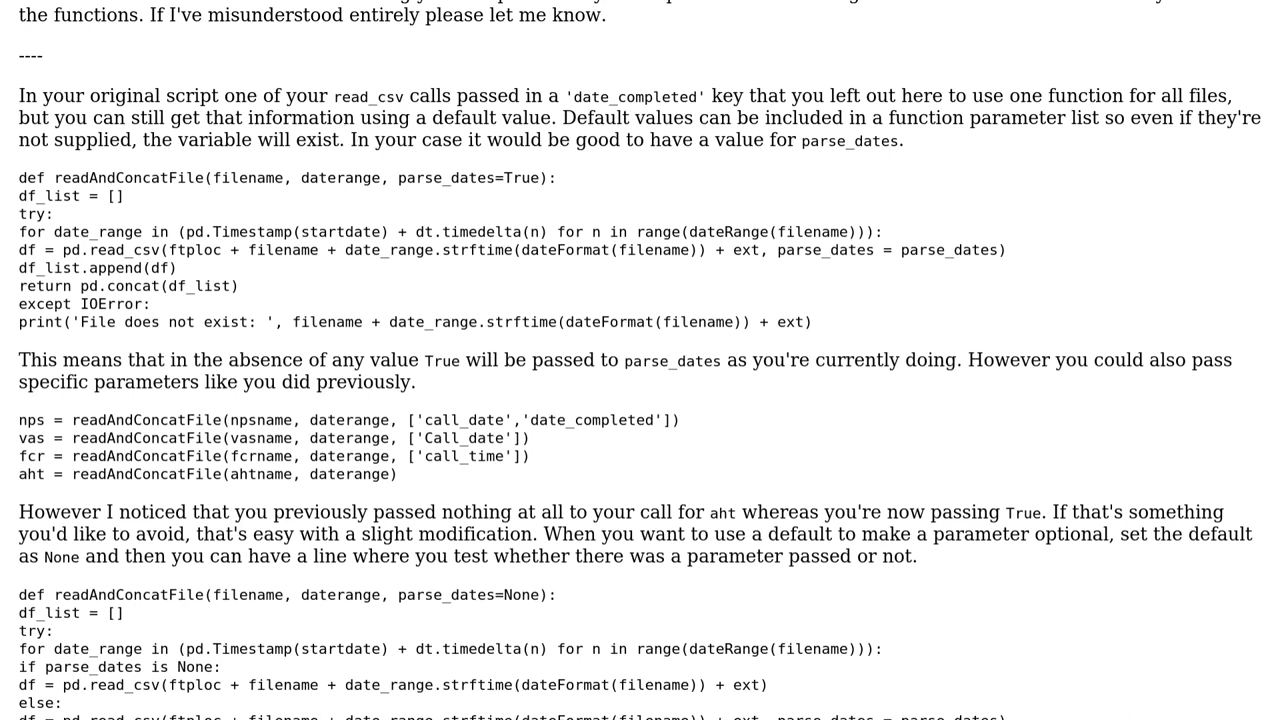 the functions. If I've misunderstood entirely please let me know.
----
In your original script one of your read_csv calls passed in a 'date_completed' key that you left out here to use one function for all files,
but you can still get that information using a default value. Default values can be included in a function parameter list so even if they're
not supplied, the variable will exist. In your case it would be good to have a value for parse_dates.
def readAndConcatFile(filename, daterange, parse_dates=True):
df_list = []
try:
for date_range in (pd.Timestamp(startdate) + dt.timedelta(n) for n in range(dateRange(filename))):
df = pd.read_csv(ftploc + filename + date_range.strftime(dateFormat(filename)) + ext, parse_dates = parse_dates)
df_list.append(df)
return pd.concat(df_list)
except IOError:
print('File does not exist: ', filename + date_range.strftime(dateFormat(filename)) + ext)
This means that in the absence of any value True will be passed to parse_dates as you're currently doing. However you could also pass
specific parameters like you did previously.
nps = readAndConcatFile(npsname, daterange, ['call_date','date_completed'])
vas = readAndConcatFile(vasname, daterange, ['Call_date'])
fcr = readAndConcatFile(fcrname, daterange, ['call_time'])
aht = readAndConcatFile(ahtname, daterange)
However I noticed that you previously passed nothing at all to your call for aht whereas you're now passing True. If that's something
you'd like to avoid, that's easy with a slight modification. When you want to use a default to make a parameter optional, set the default
as None and then you can have a line where you test whether there was a parameter passed or not.
def readAndConcatFile(filename, daterange, parse_dates=None):
df_list = []
try:
for date_range in (pd.Timestamp(startdate) + dt.timedelta(n) for n in range(dateRange(filename))):
if parse_dates is None:
df = pd.read_csv(ftploc + filename + date_range.strftime(dateFormat(filename)) + ext)
else: